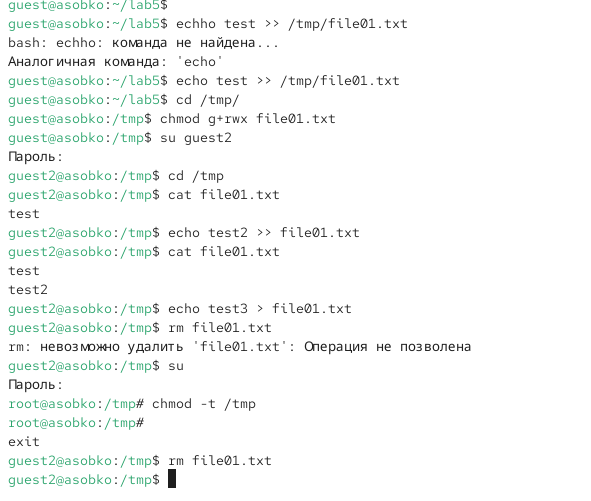 guest@asobko:~/lab5$
guest@asobko:~/lab5$ echho test >> /tmp/file01.txt
bash: echho: команда не найдена...
Аналогичная команда: 'echo'
guest@asobko:~/lab5$ echo test >> /tmp/file01.txt
guest@asobko:~/lab5$ cd /tmp/
guest@asobko:/tmp$ chmod g+rwx file01.txt
guest@asobko:/tmp$ su guest2
Пароль:
guest2@asobko:/tmp$ cd /tmp
guest2@asobko:/tmp$ cat file01.txt
test
guest2@asobko:/tmp$ echo test2 >> file01.txt
guest2@asobko:/tmp$ cat file01.txt
test
test2
guest2@asobko:/tmp$ echo test3 > file01.txt
guest2@asobko:/tmp$ rm file01.txt
rm: невозможно удалить 'file01.txt': Операция не позволена
guest2@asobko:/tmp$ su
Пароль:
root@asobko:/tmp# chmod -t /tmp
root@asobko:/tmp#
exit
guest2@asobko:/tmp$ rm file01.txt
guest2@asobko:/tmp$